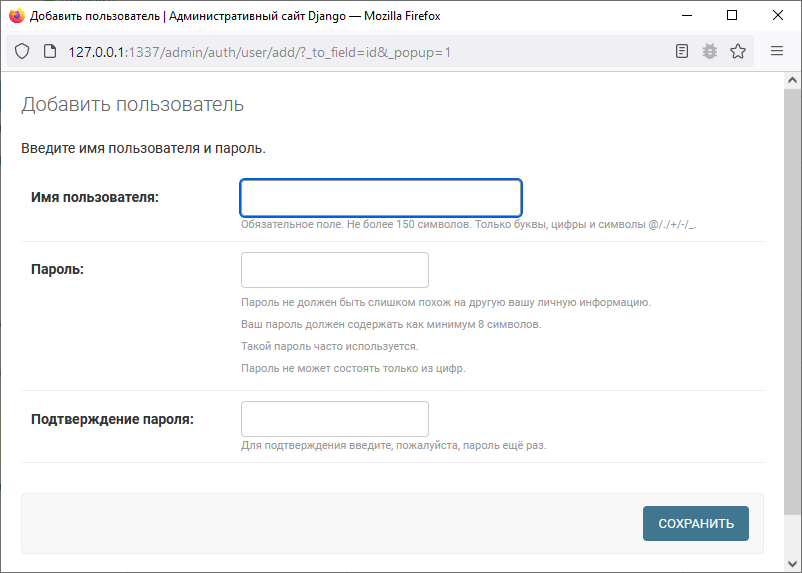 Добавить пользователь | Административный сайт Django — Mozilla Firefox
127.0.0.1:1337/admin/auth/user/add/?_to_field=id&_popup=1
Добавить пользователь
Введите имя пользователя и пароль.
Имя пользователя:
Обязательное поле. Не более 150 символов. Только буквы, цифры и символы @/./+/-/_.
Пароль:
Пароль не должен быть слишком похож на другую вашу личную информацию.
Ваш пароль должен содержать как минимум 8 символов.
Такой пароль часто используется.
Пароль не может состоять только из цифр.
Подтверждение пароля:
Для подтверждения введите, пожалуйста, пароль ещё раз.
СОХРАНИТЬ